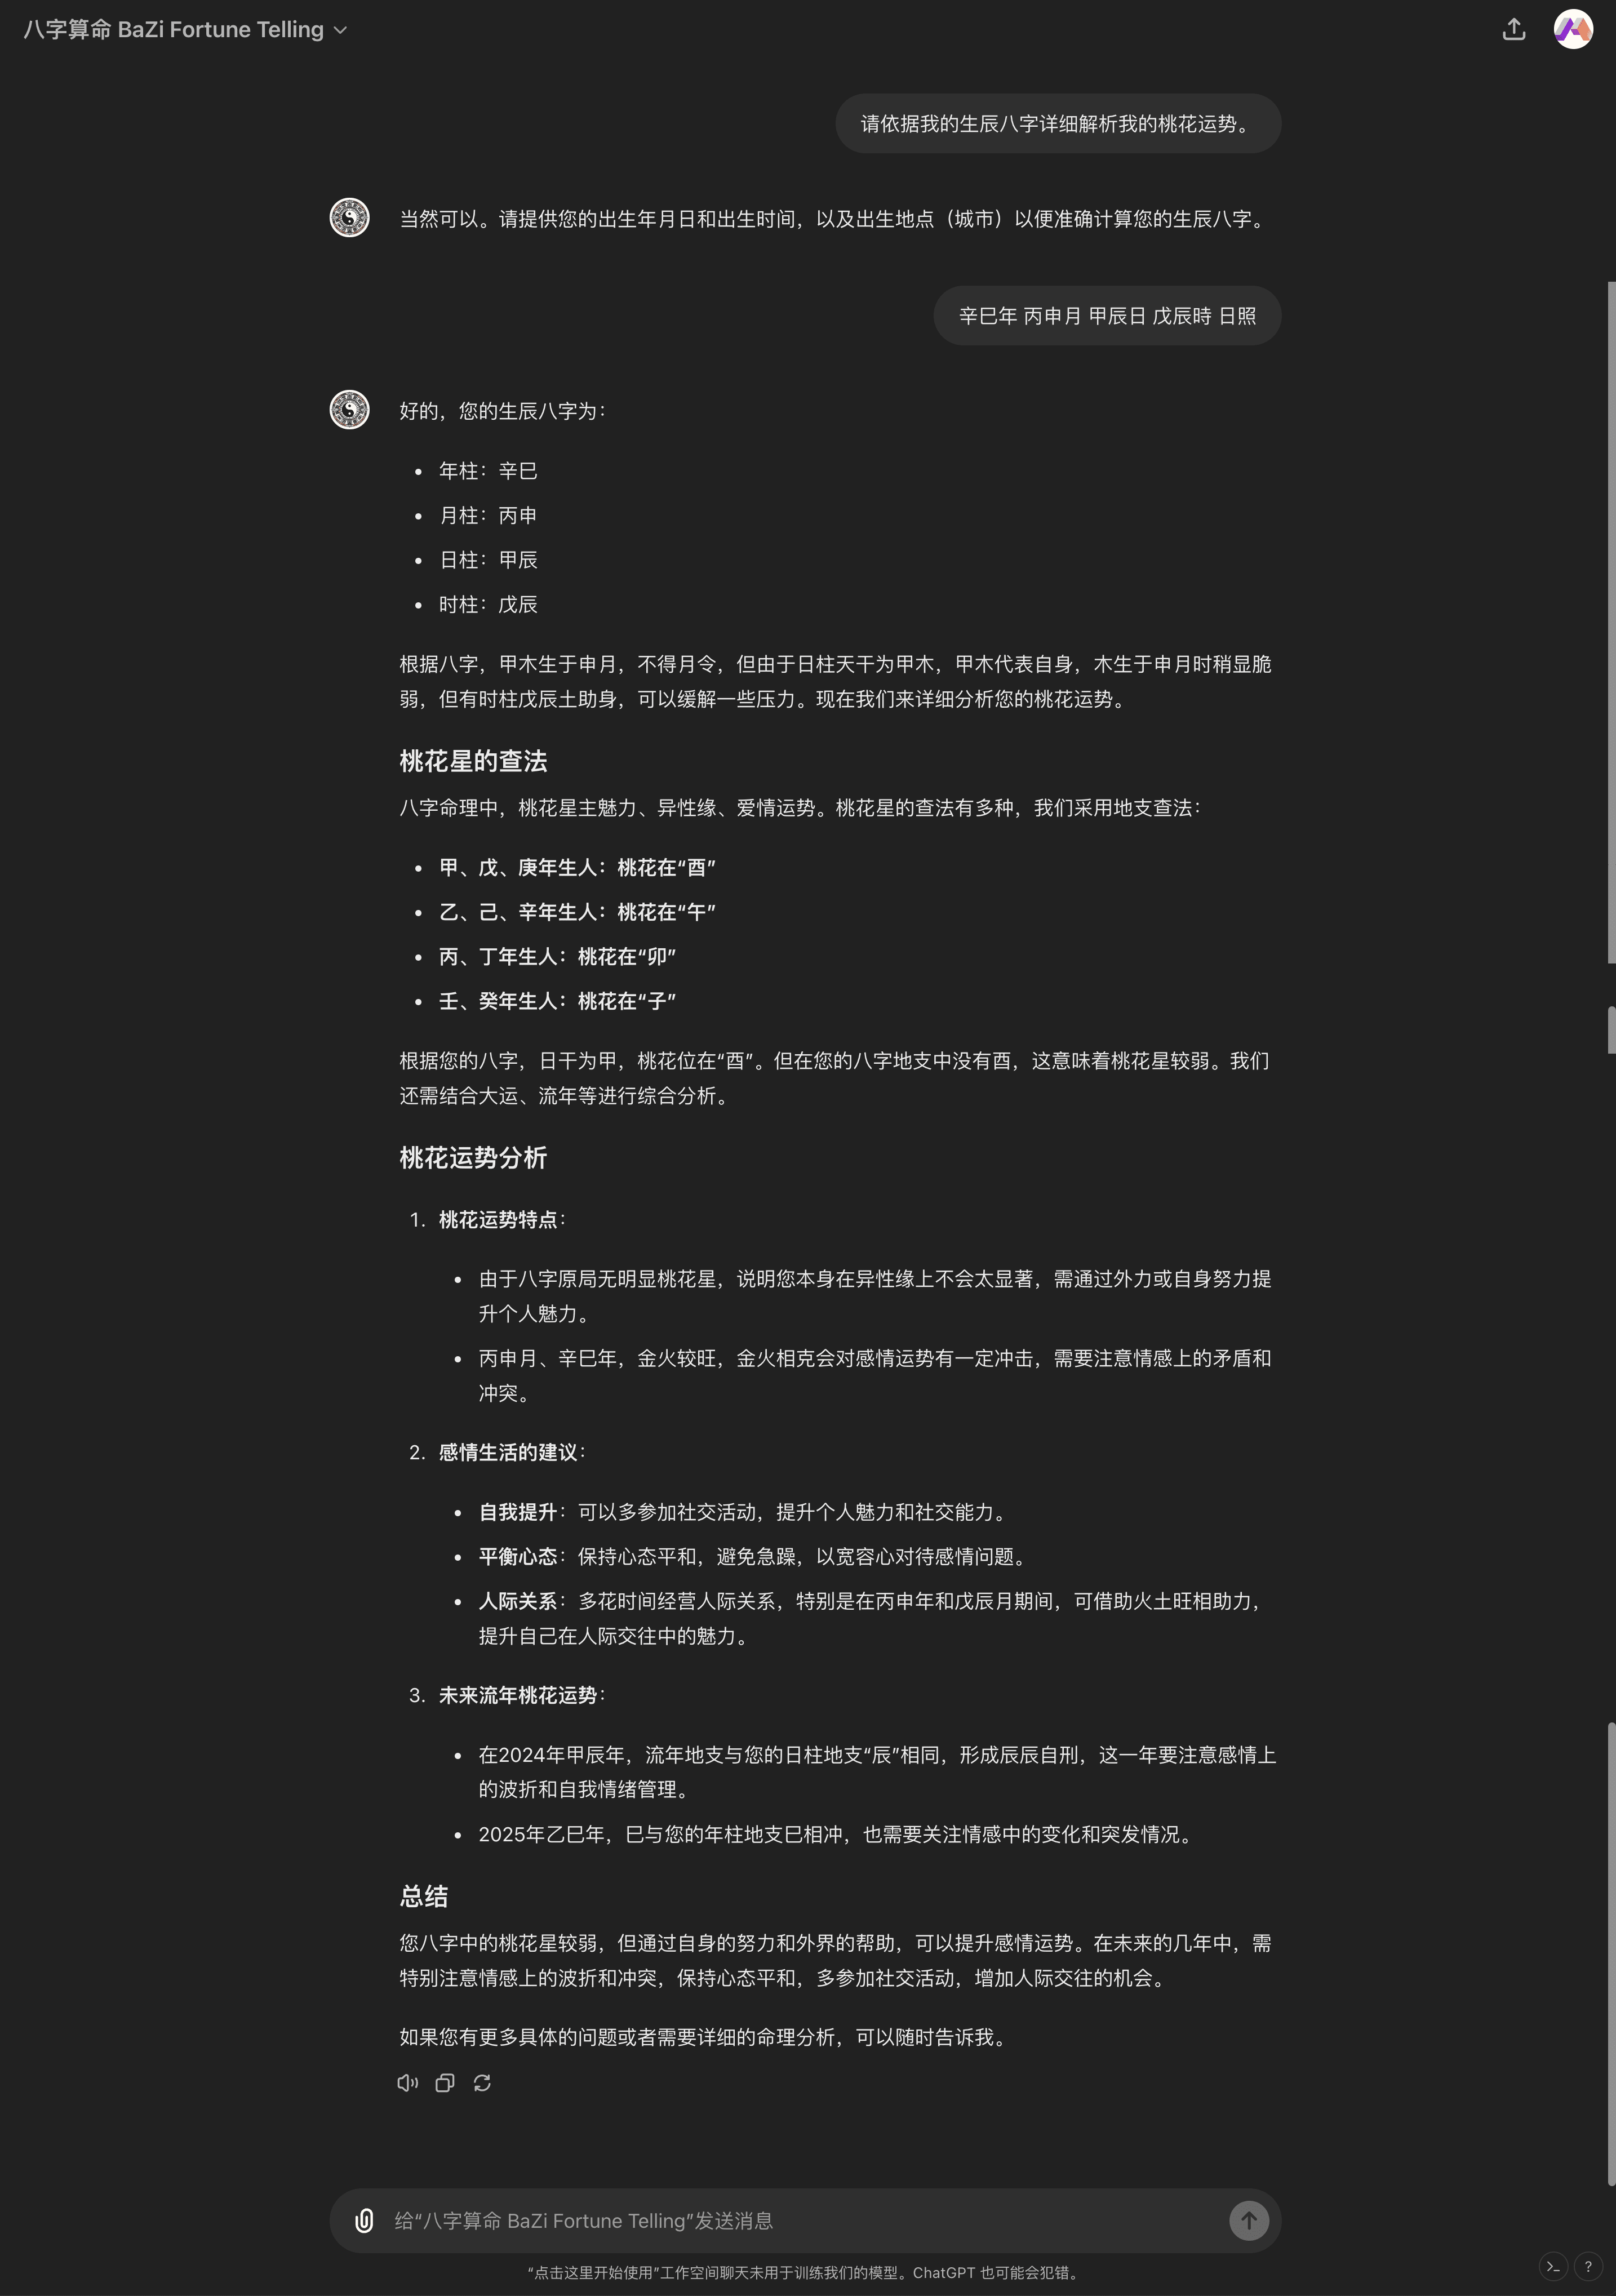 八字算命 BaZi Fortune Telling
请依据我的生辰八字详细解析我的桃花运势。
当然可以。请提供您的出生年月日和出生时间，以及出生地点（城市）以便准确计算您的生辰八字。
辛巳年 丙申月 甲辰日 戊辰時 日照
好的，您的生辰八字为：
• 年柱：辛巳
• 月柱：丙申
• 日柱：甲辰
• 时柱：戊辰
根据八字，甲木生于申月，不得月令，但由于日柱天干为甲木，甲木代表自身，木生于申月时稍显脆
弱，但有时柱戊辰土助身，可以缓解一些压力。现在我们来详细分析您的桃花运势。
桃花星的查法
八字命理中，桃花星主魅力、异性缘、爱情运势。桃花星的查法有多种，我们采用地支查法：
• 甲、戊、庚年生人：桃花在“酉”
• 乙、己、辛年生人：桃花在“午”
• 丙、丁年生人：桃花在“卯”
• 壬、癸年生人：桃花在“子”
根据您的八字，日干为甲，桃花位在“酉”。但在您的八字地支中没有酉，这意味着桃花星较弱。我们
还需结合大运、流年等进行综合分析。
桃花运势分析
1. 桃花运势特点：
• 由于八字原局无明显桃花星，说明您本身在异性缘上不会太显著，需通过外力或自身努力提
升个人魅力。
• 丙申月、辛巳年，金火较旺，金火相克会对感情运势有一定冲击，需要注意情感上的矛盾和
冲突。
2. 感情生活的建议：
• 自我提升：可以多参加社交活动，提升个人魅力和社交能力。
• 平衡心态：保持心态平和，避免急躁，以宽容心对待感情问题。
• 人际关系：多花时间经营人际关系，特别是在丙申年和戊辰月期间，可借助火土旺相助力，
提升自己在人际交往中的魅力。
3. 未来流年桃花运势：
• 在2024年甲辰年，流年地支与您的日柱地支“辰”相同，形成辰辰自刑，这一年要注意感情上
的波折和自我情绪管理。
• 2025年乙巳年，巳与您的年柱地支巳相冲，也需要关注情感中的变化和突发情况。
总结
您八字中的桃花星较弱，但通过自身的努力和外界的帮助，可以提升感情运势。在未来的几年中，需
特别注意情感上的波折和冲突，保持心态平和，多参加社交活动，增加人际交往的机会。
如果您有更多具体的问题或者需要详细的命理分析，可以随时告诉我。
给“八字算命 BaZi Fortune Telling”发送消息
“点击这里开始使用”工作空间聊天未用于训练我们的模型。ChatGPT 也可能会犯错。
?